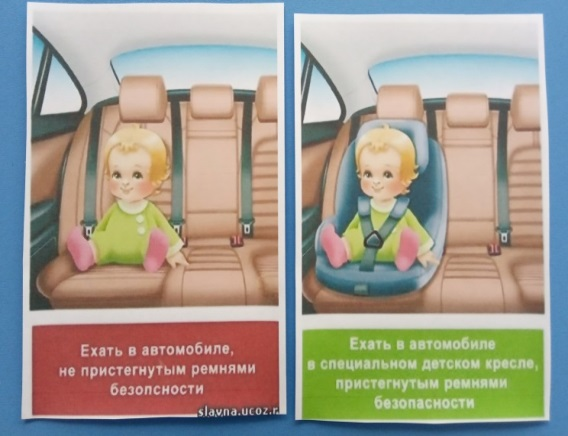 Ехать в автомобиле,
не пристегнутым ремнями
безопсности
slavna.ucoz.r
Ехать в автомобиле
в специальном детском кресле,
пристегнутым ремнями
безопасности